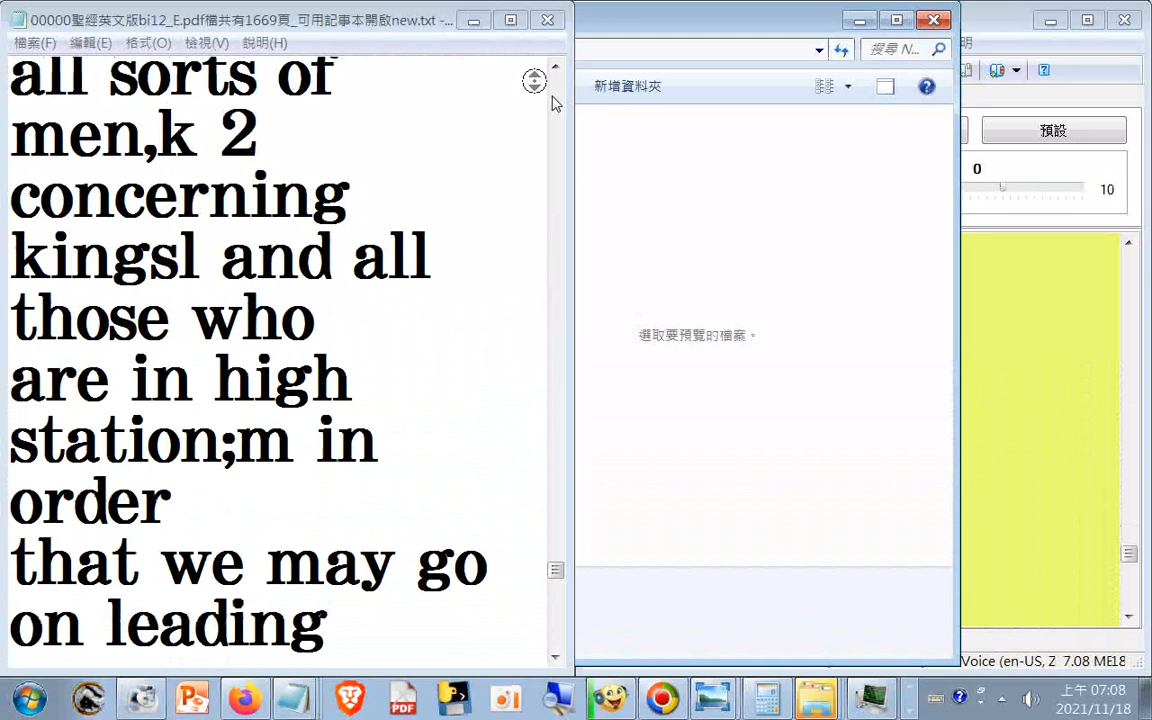 00000聖經英文版bi12_E.pdf檔共有1669頁_可用記事本開啟new.txt -...
檔案(F) 編輯(E) 格式(O) 檢視(V) 說明(H)
all sorts of
men,k 2
concerning
kingsl and all
those who
are in high
station;m in
order
that we may go
on leading
搜尋 N...
新增資料夾
選取要預覽的檔案。
明
預設
0
10
Voice (en-US, Z 7.08 ME18
上午 07:08
2021/11/18
PDF